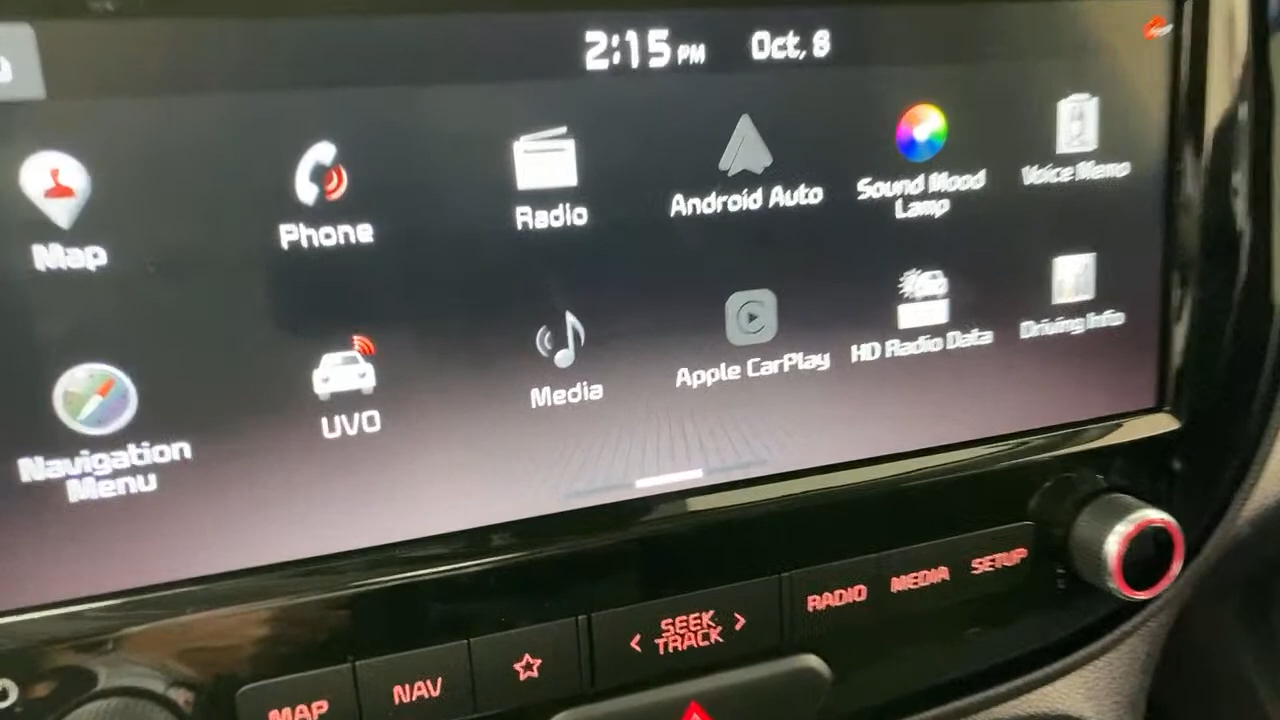 2:15 PM Oct, 8
Map
Phone
Radio
Android Auto
Sound Mood
Lamp
Voice Memo
Navigation
Menu
UVO
Media
Apple CarPlay
HD Radio Data
Driving Info
MAP
NAV
SEEK
TRACK
RADIO
MEDIA
SETUP